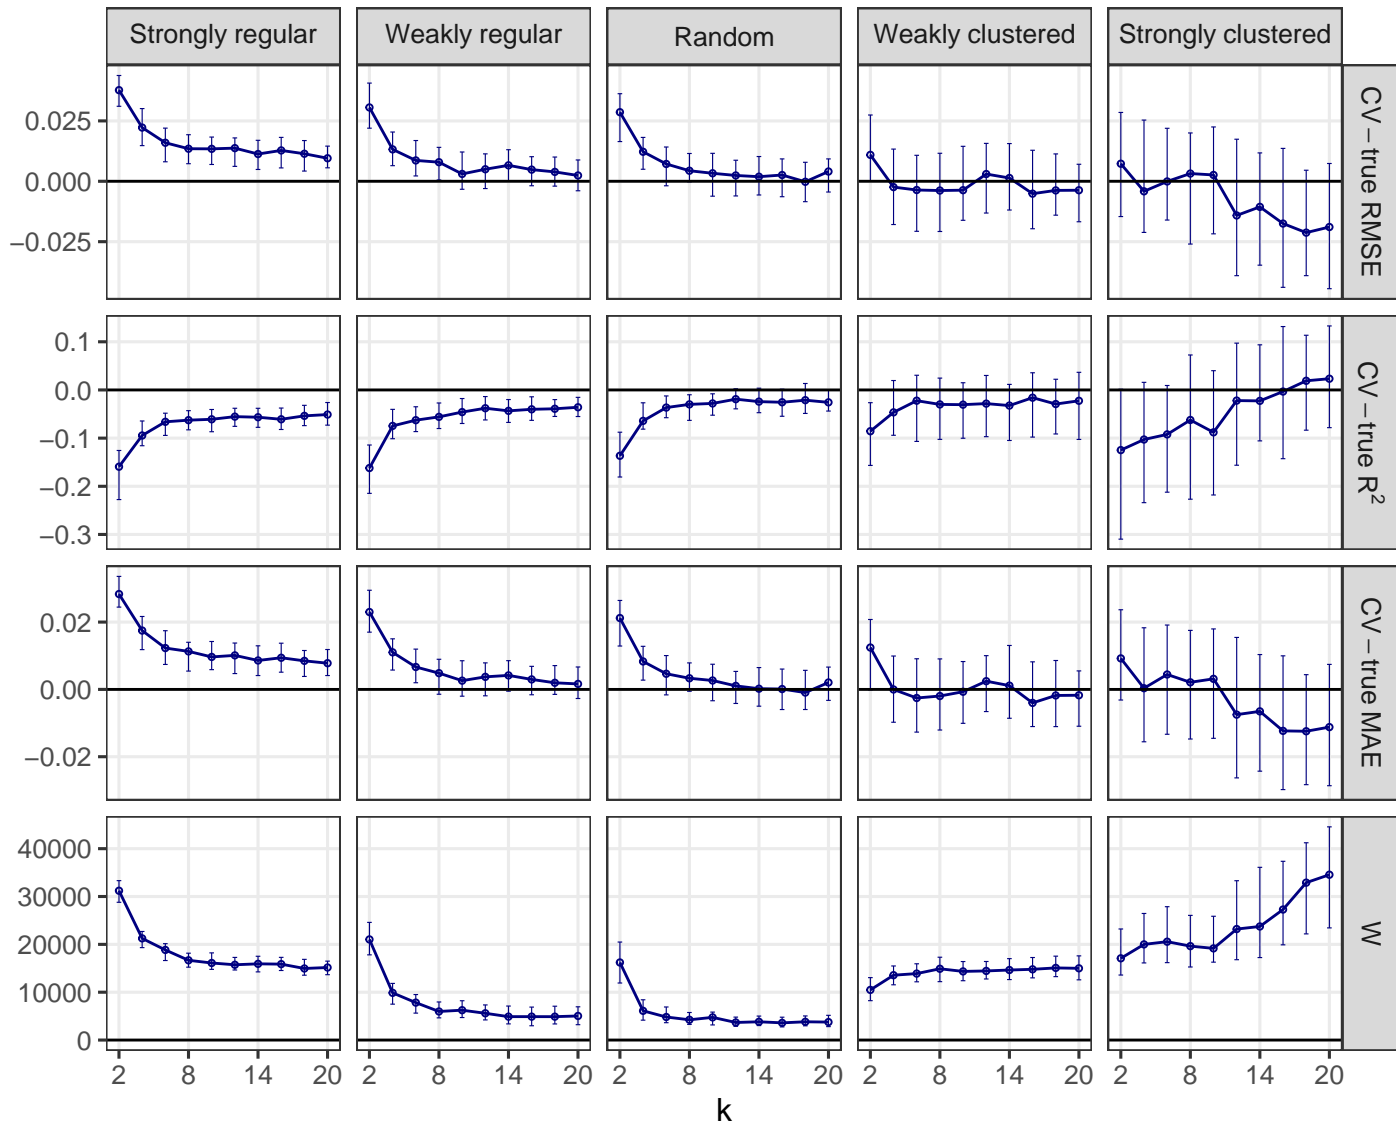 Strongly regular Weakly regular Random Weakly clustered Strongly clustered
0.025
0.000
−0.025
CV − true RMSE
0.1
0.0
−0.1
−0.2
−0.3
CV − true R²
0.02
0.00
−0.02
CV − true MAE
40000
30000
20000
10000
0
W
2 8 14 20 2 8 14 20 2 8 14 20 2 8 14 20 2 8 14 20
k